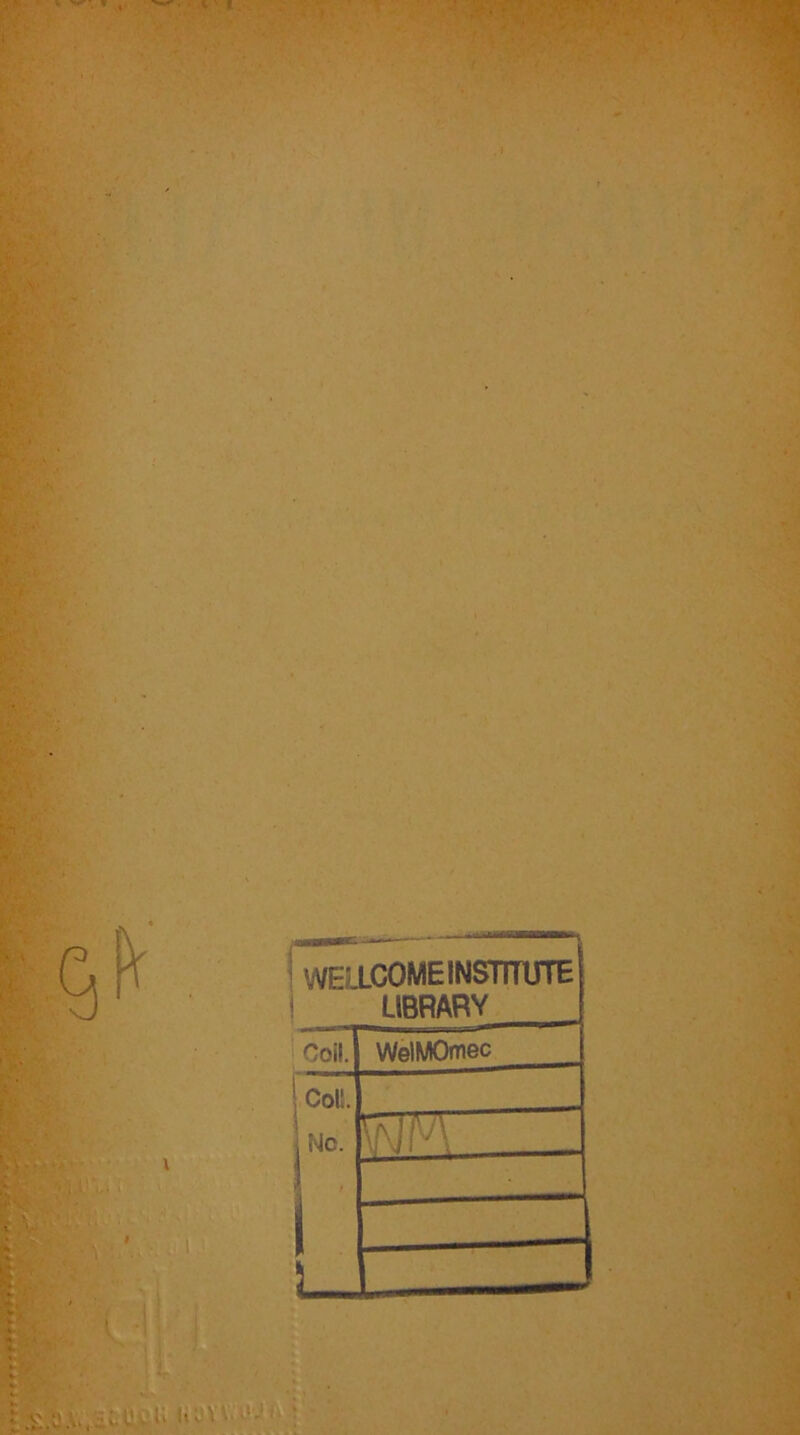 WELLCOME INSTITUTE
LIBRARY
Coll. WelMOmec
Coll.
No. WM